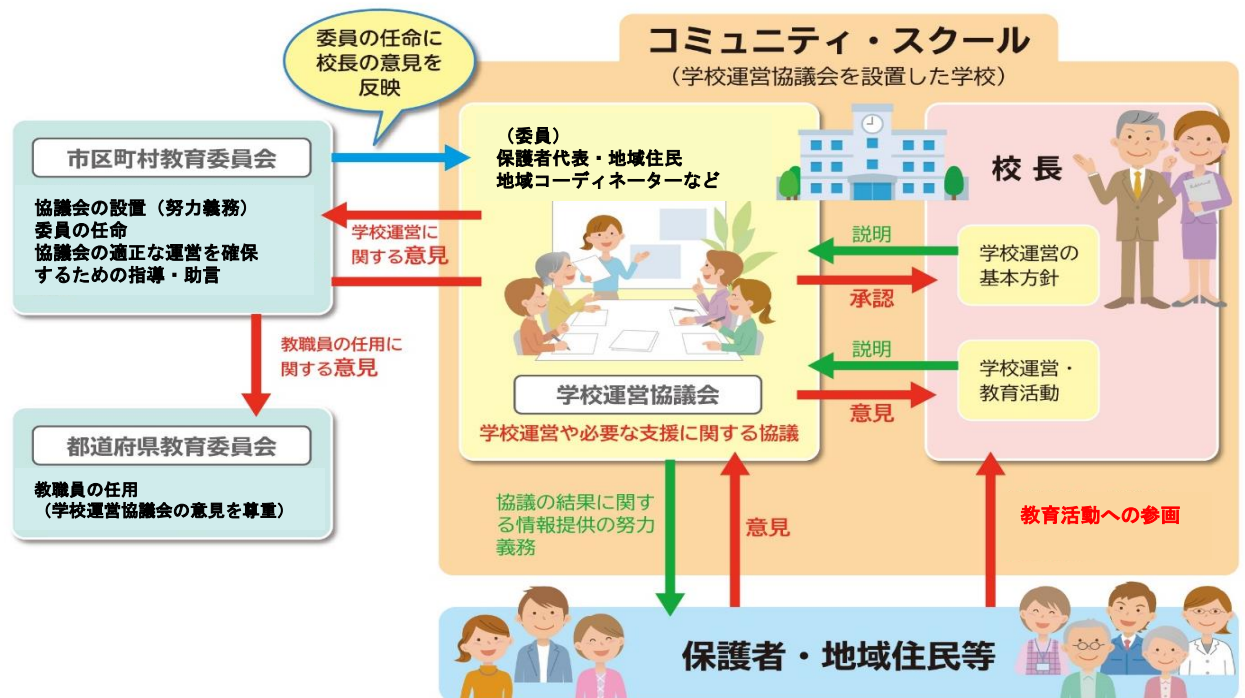 コミュニティ・スクール
（学校運営協議会を設置した学校）
委員の任命に
校長の意見を
反映
市区町村教育委員会
協議会の設置（努力義務）
委員の任命
協議会の適正な運営を確保
するための指導・助言
学校運営に
関する意見
教職員の任用に
関する意見
都道府県教育委員会
教職員の任用
（学校運営協議会の意見を尊重）
（委員）
保護者代表・地域住民
地域コーディネーターなど
学校運営協議会
学校運営や必要な支援に関する協議
校長
説明
承認
学校運営の
基本方針
説明
意見
学校運営・
教育活動
協議の結果に関す
る情報提供の努力
義務
意見
教育活動への参画
保護者・地域住民等